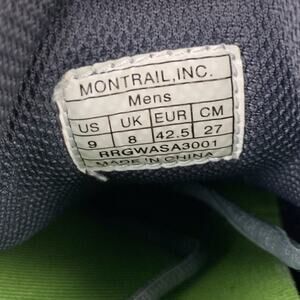 MONTRAIL, INC.
Mens
US UK EUR CM
9 8 42.5 27
RRGWASA3001
MADE IN CHINA